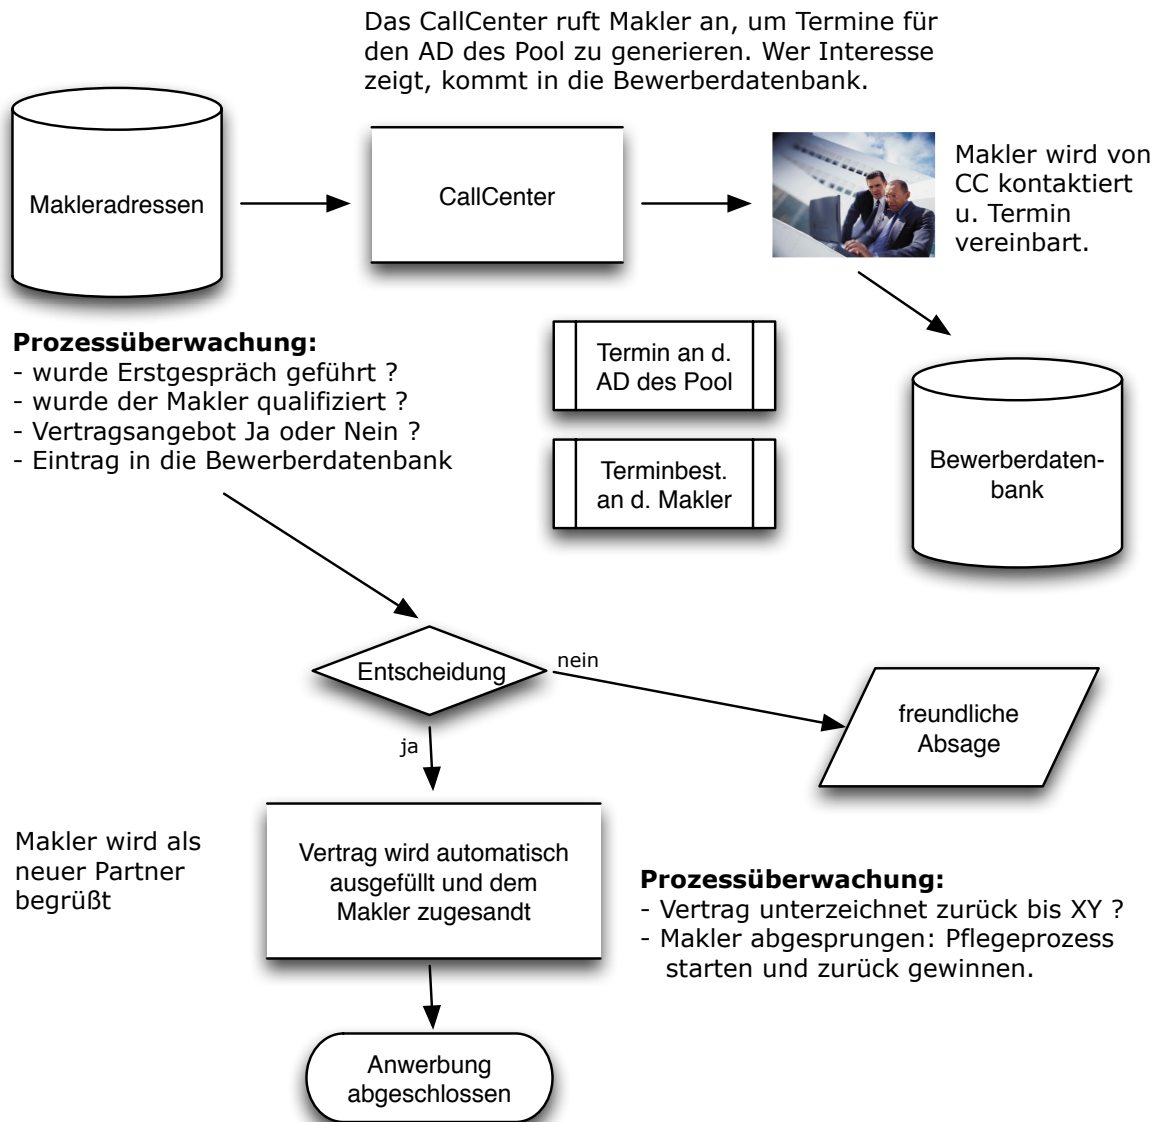 Das CallCenter ruft Makler an, um Termine für
den AD des Pool zu generieren. Wer Interesse
zeigt, kommt in die Bewerberdatenbank.
Makleradressen
CallCenter
Makler wird von
CC kontaktiert
u. Termin
vereinbart.
Prozessüberwachung:
- wurde Erstgespräch geführt ?
- wurde der Makler qualifiziert ?
- Vertragsangebot Ja oder Nein ?
- Eintrag in die Bewerberdatenbank
Termin an d.
AD des Pool
Terminbest.
an d. Makler
Bewerberdaten-
bank
Entscheidung
nein
freundliche
Absage
ja
Makler wird als
neuer Partner
begrüßt
Vertrag wird automatisch
ausgefüllt und dem
Makler zugesandt
Prozessüberwachung:
- Vertrag unterzeichnet zurück bis XY ?
- Makler abgesprungen: Pflegeprozess
starten und zurück gewinnen.
Anwerbung
abgeschlossen